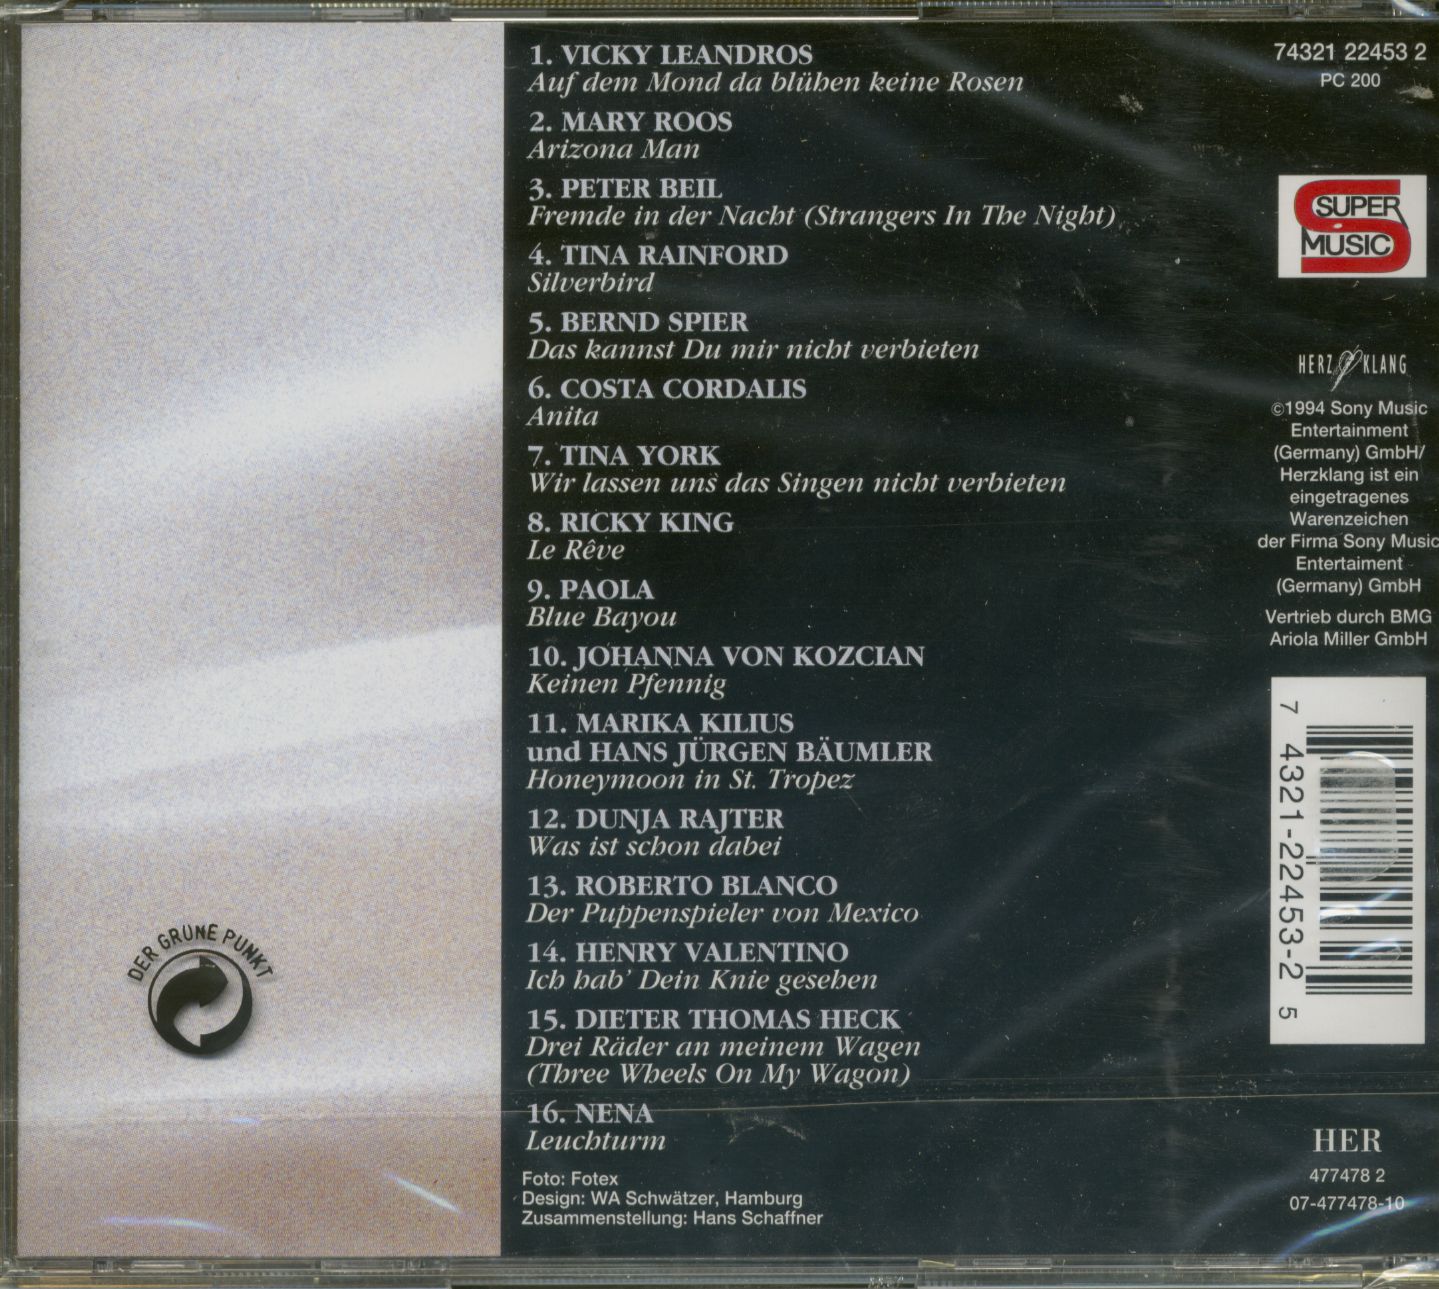 1. VICKY LEANDROS
Auf dem Mond da blühen keine Rosen
2. MARY ROOS
Arizona Man
3. PETER BEIL
Fremde in der Nacht (Strangers In The Night)
4. TINA RAINFORD
Silverbird
5. BERND SPIER
Das kannst Du mir nicht verbieten
6. COSTA CORDALIS
Anita
7. TINA YORK
Wir lassen uns das Singen nicht verbieten
8. RICKY KING
Le Rêve
9. PAOLA
Blue Bayou
10. JOHANNA VON KOZCIAN
Keinen Pfennig
11. MARIKA KILIUS
und HANS JÜRGEN BÄUMLER
Honeymoon in St. Tropez
12. DUNJA RAJTER
Was ist schon dabei
13. ROBERTO BLANCO
Der Puppenspieler von Mexico
14. HENRY VALENTINO
Ich hab' Dein Knie gesehen
15. DIETER THOMAS HECK
Drei Räder an meinem Wagen
(Three Wheels On My Wagon)
16. NENA
Leuchturm
Foto: Fotex
Design: WA Schwätzer, Hamburg
Zusammenstellung: Hans Schaffner
DER GRÜNE PUNKT
74321 22453 2
PC 200
SUPER
MUSIC
HERZ KLANG
©1994 Sony Music
Entertainment
(Germany) GmbH/
Herzklang ist ein
eingetragenes
Warenzeichen
der Firma Sony Music
Entertaiment
(Germany) GmbH
Vertrieb durch BMG
Ariola Miller GmbH
7 4321-22453-2 5
HER
477478 2
07-477478-10